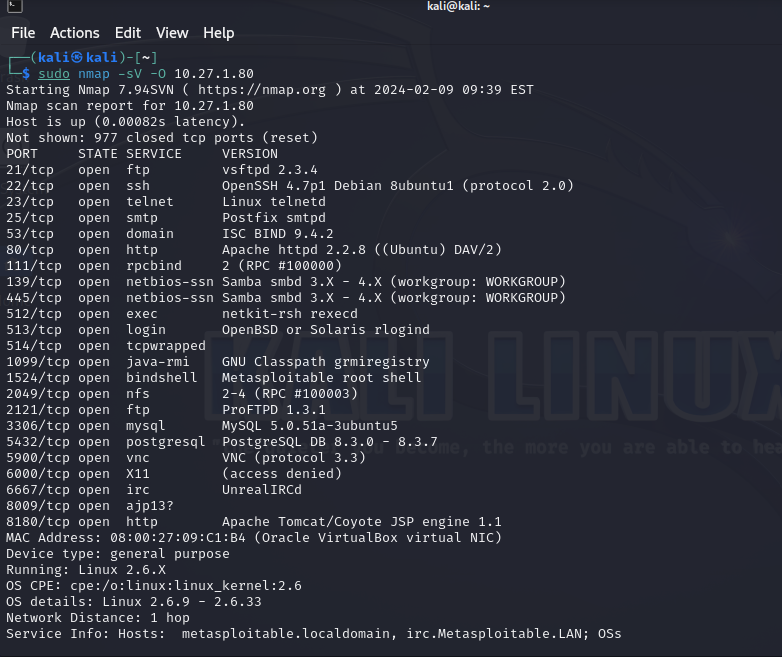 kali@kali: ~
File Actions Edit View Help
(kali㉿kali)-[~]
$ sudo nmap -sV -O 10.27.1.80
Starting Nmap 7.94SVN ( https://nmap.org ) at 2024-02-09 09:39 EST
Nmap scan report for 10.27.1.80
Host is up (0.00082s latency).
Not shown: 977 closed tcp ports (reset)
PORT     STATE SERVICE     VERSION
21/tcp   open  ftp         vsftpd 2.3.4
22/tcp   open  ssh         OpenSSH 4.7p1 Debian 8ubuntu1 (protocol 2.0)
23/tcp   open  telnet      Linux telnetd
25/tcp   open  smtp        Postfix smtpd
53/tcp   open  domain      ISC BIND 9.4.2
80/tcp   open  http        Apache httpd 2.2.8 ((Ubuntu) DAV/2)
111/tcp  open  rpcbind     2 (RPC #100000)
139/tcp  open  netbios-ssn Samba smbd 3.X - 4.X (workgroup: WORKGROUP)
445/tcp  open  netbios-ssn Samba smbd 3.X - 4.X (workgroup: WORKGROUP)
512/tcp  open  exec        netkit-rsh rexecd
513/tcp  open  login       OpenBSD or Solaris rlogind
514/tcp  open  tcpwrapped
1099/tcp open  java-rmi    GNU Classpath grmiregistry
1524/tcp open  bindshell   Metasploitable root shell
2049/tcp open  nfs         2-4 (RPC #100003)
2121/tcp open  ftp         ProFTPD 1.3.1
3306/tcp open  mysql       MySQL 5.0.51a-3ubuntu5
5432/tcp open  postgresql  PostgreSQL DB 8.3.0 - 8.3.7
5900/tcp open  vnc         VNC (protocol 3.3)
6000/tcp open  X11         (access denied)
6667/tcp open  irc         UnrealIRCd
8009/tcp open  ajp13?
8180/tcp open  http        Apache Tomcat/Coyote JSP engine 1.1
MAC Address: 08:00:27:09:C1:B4 (Oracle VirtualBox virtual NIC)
Device type: general purpose
Running: Linux 2.6.X
OS CPE: cpe:/o:linux:linux_kernel:2.6
OS details: Linux 2.6.9 - 2.6.33
Network Distance: 1 hop
Service Info: Hosts:  metasploitable.localdomain, irc.Metasploitable.LAN; OSs
KALI LINUX
become, the more you are able to hea